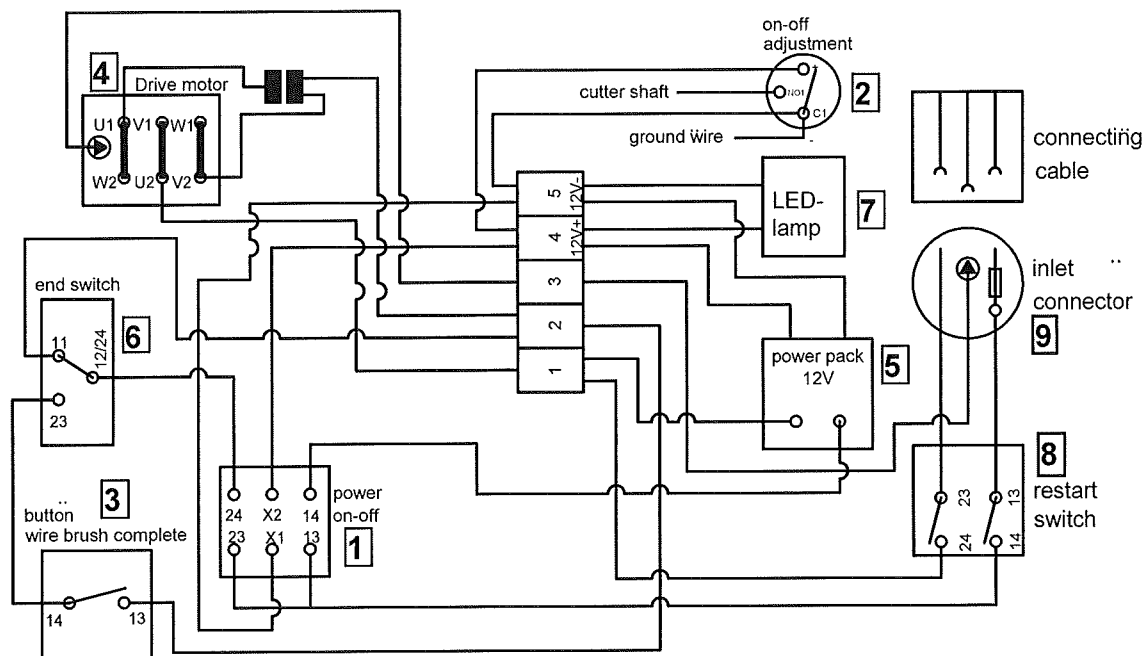 on-off
adjustment
4
Drive motor
2
cutter shaft
NO1
C1
ground wire
U1 V1 W1
W2 U2 V2
connecting
cable
5 12V-
4 12V+
3
2
1
LED-
lamp
7
inlet
connector
9
end switch
11
12/24
6
23
power pack
12V
5
3
button
wire brush complete
24 X2 14
23 X1 13
power
on-off
1
8
restart
switch
23 13
24 14
14 13